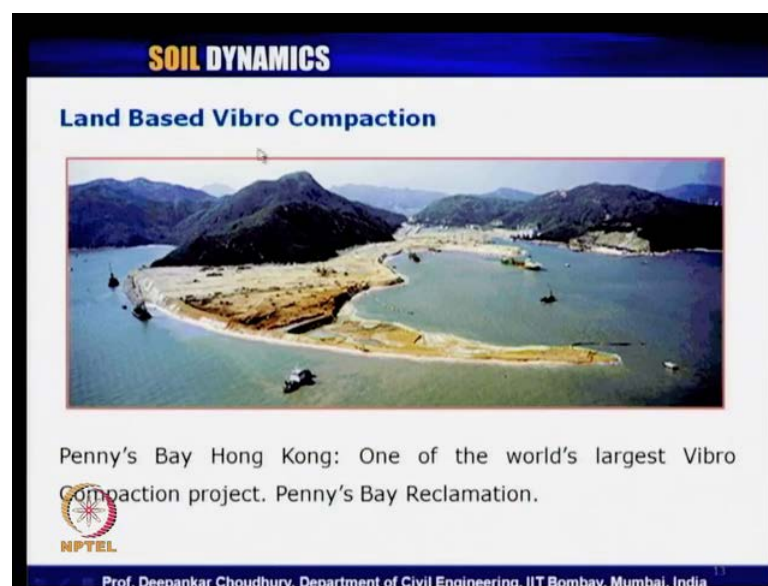 SOIL DYNAMICS
Land Based Vibro Compaction
Penny's Bay Hong Kong: One of the world's largest Vibro
Compaction project. Penny's Bay Reclamation.
NPTEL
13
Prof. Deepankar Choudhury, Department of Civil Engineering, IIT Bombay, Mumbai, India